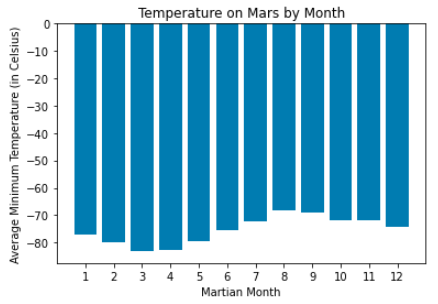 Temperature on Mars by Month
Average Minimum Temperature (in Celsius)
0
−10
−20
−30
−40
−50
−60
−70
−80
1 2 3 4 5 6 7 8 9 10 11 12
Martian Month